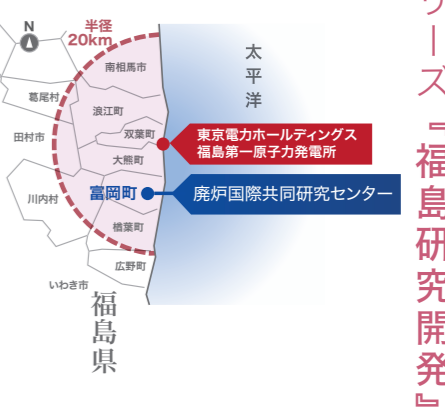 N
半径
20km
太平洋
南相馬市
葛尾村
浪江町
双葉町
田村市
大熊町
東京電力ホールディングス
福島第一原子力発電所
川内村
富岡町
廃炉国際共同研究センター
楢葉町
広野町
いわき市
福島県
ーズ『福島研究開発』